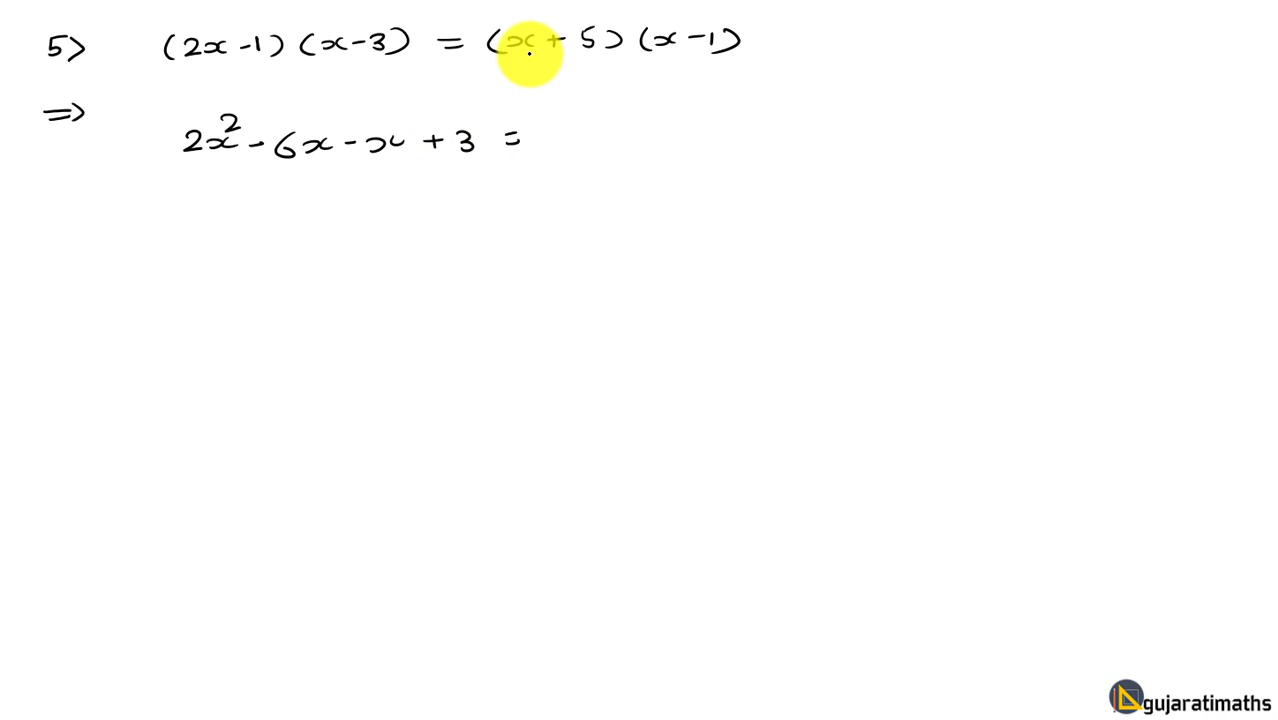 5> (2x-1) (x-3) = (x+5) (x-1)
=> 2x² - 6x - x + 3 =
gujaratimaths